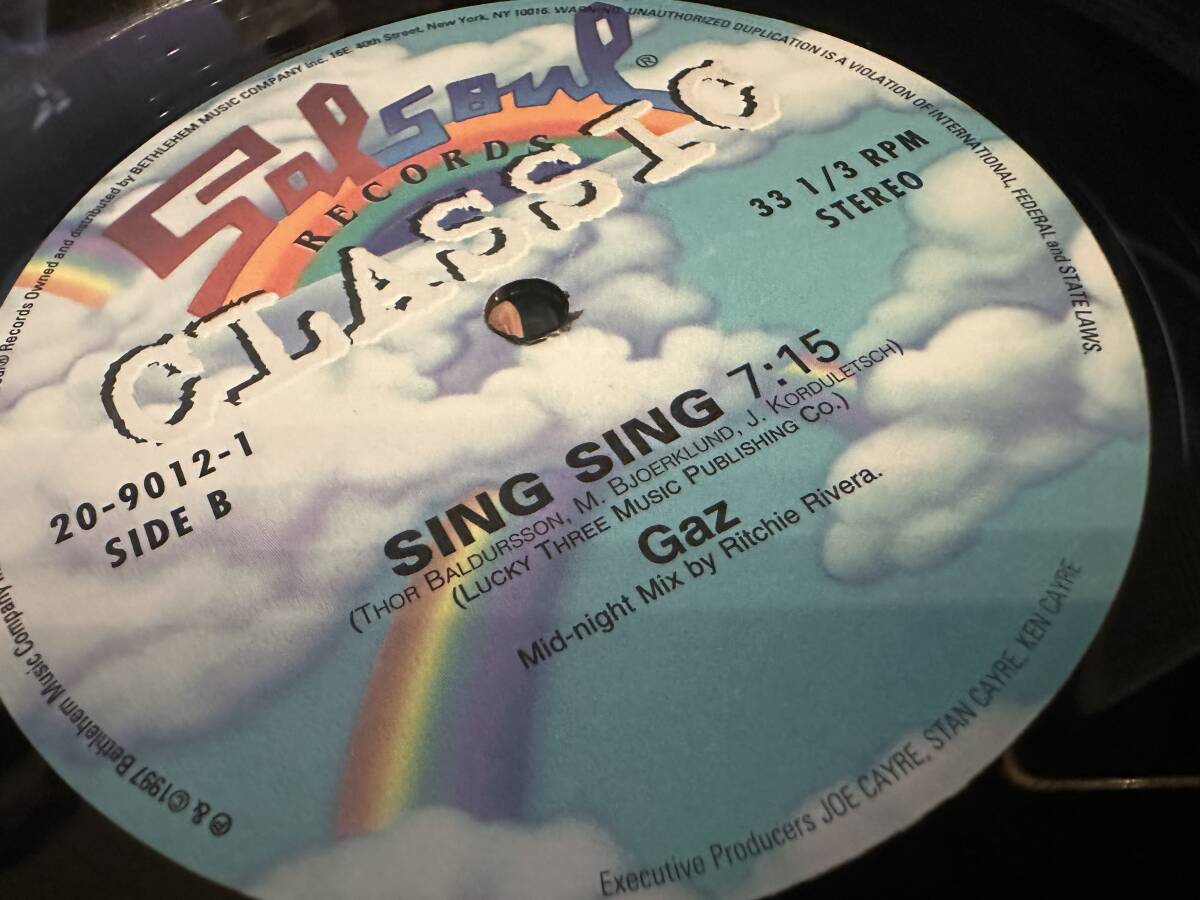 Records Owned and distributed by BETHLEHEM MUSIC COMPANY Inc. 16E. 40th Street, New York, NY 10016. WARNING. UNAUTHORIZED DUPLICATION IS A VIOLATION OF INTERNATIONAL, FEDERAL and STATE LAWS.
Salsoul®
RECORDS
CLASSIC
33 1/3 RPM
STEREO
20-9012-1
SIDE B
SING SING 7:15
(THOR BALDURSSON, M. BJOERKLUND, J. KORDULETSCH)
(LUCKY THREE MUSIC PUBLISHING CO.)
Gaz
Mid-night Mix by Ritchie Rivera.
℗ & ©1997 Bethlehem Music Company
Executive Producers JOE CAYRE, STAN CAYRE, KEN CAYRE